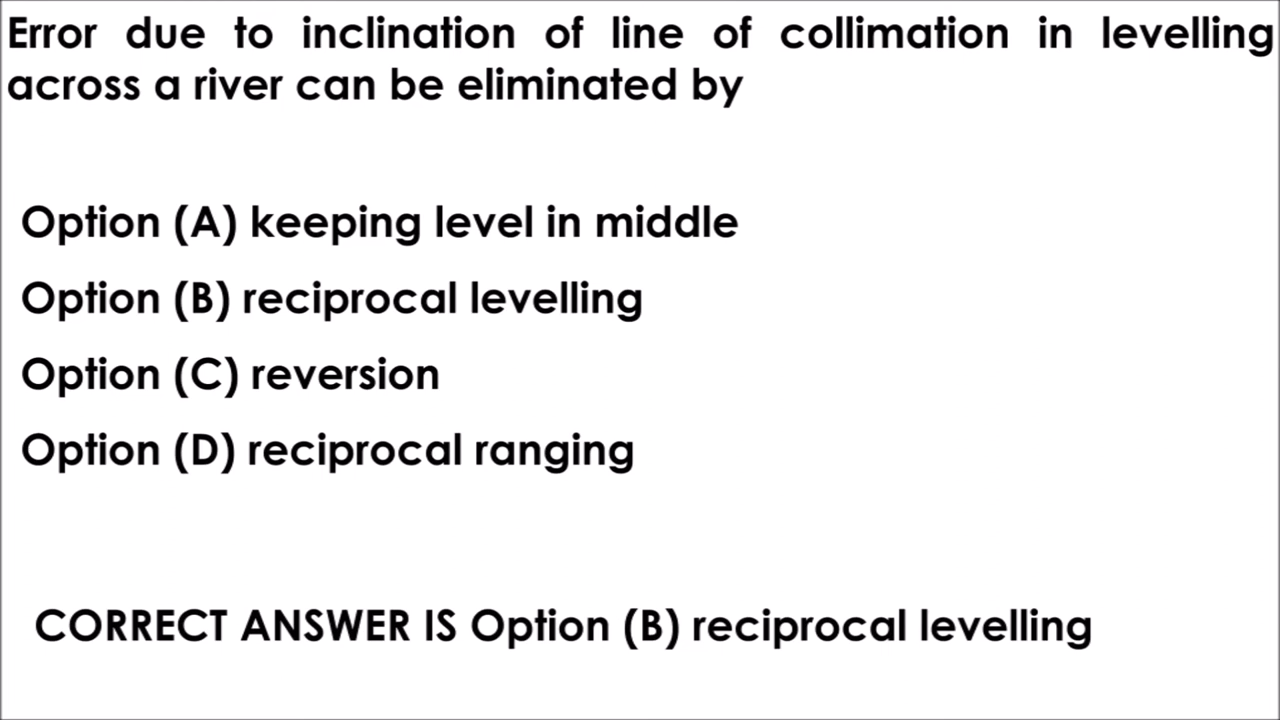 Error due to inclination of line of collimation in levelling
across a river can be eliminated by
Option (A) keeping level in middle
Option (B) reciprocal levelling
Option (C) reversion
Option (D) reciprocal ranging
CORRECT ANSWER IS Option (B) reciprocal levelling